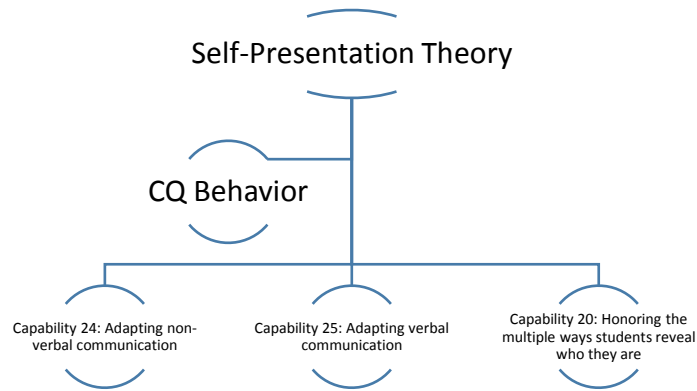 Self-Presentation Theory
CQ Behavior
Capability 24: Adapting non-
verbal communication
Capability 25: Adapting verbal
communication
Capability 20: Honoring the
multiple ways students reveal
who they are